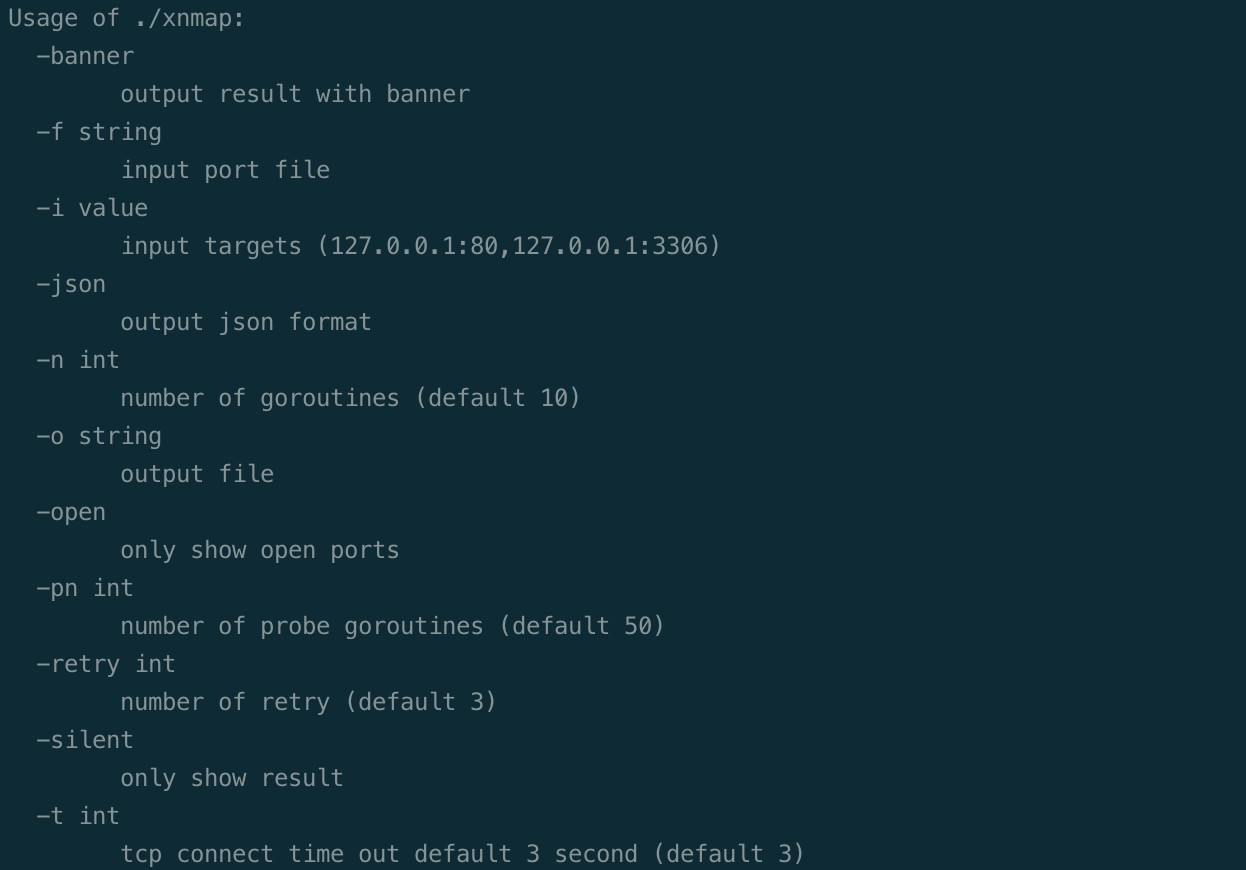 Usage of ./xnmap:
  -banner
        output result with banner
  -f string
        input port file
  -i value
        input targets (127.0.0.1:80,127.0.0.1:3306)
  -json
        output json format
  -n int
        number of goroutines (default 10)
  -o string
        output file
  -open
        only show open ports
  -pn int
        number of probe goroutines (default 50)
  -retry int
        number of retry (default 3)
  -silent
        only show result
  -t int
        tcp connect time out default 3 second (default 3)